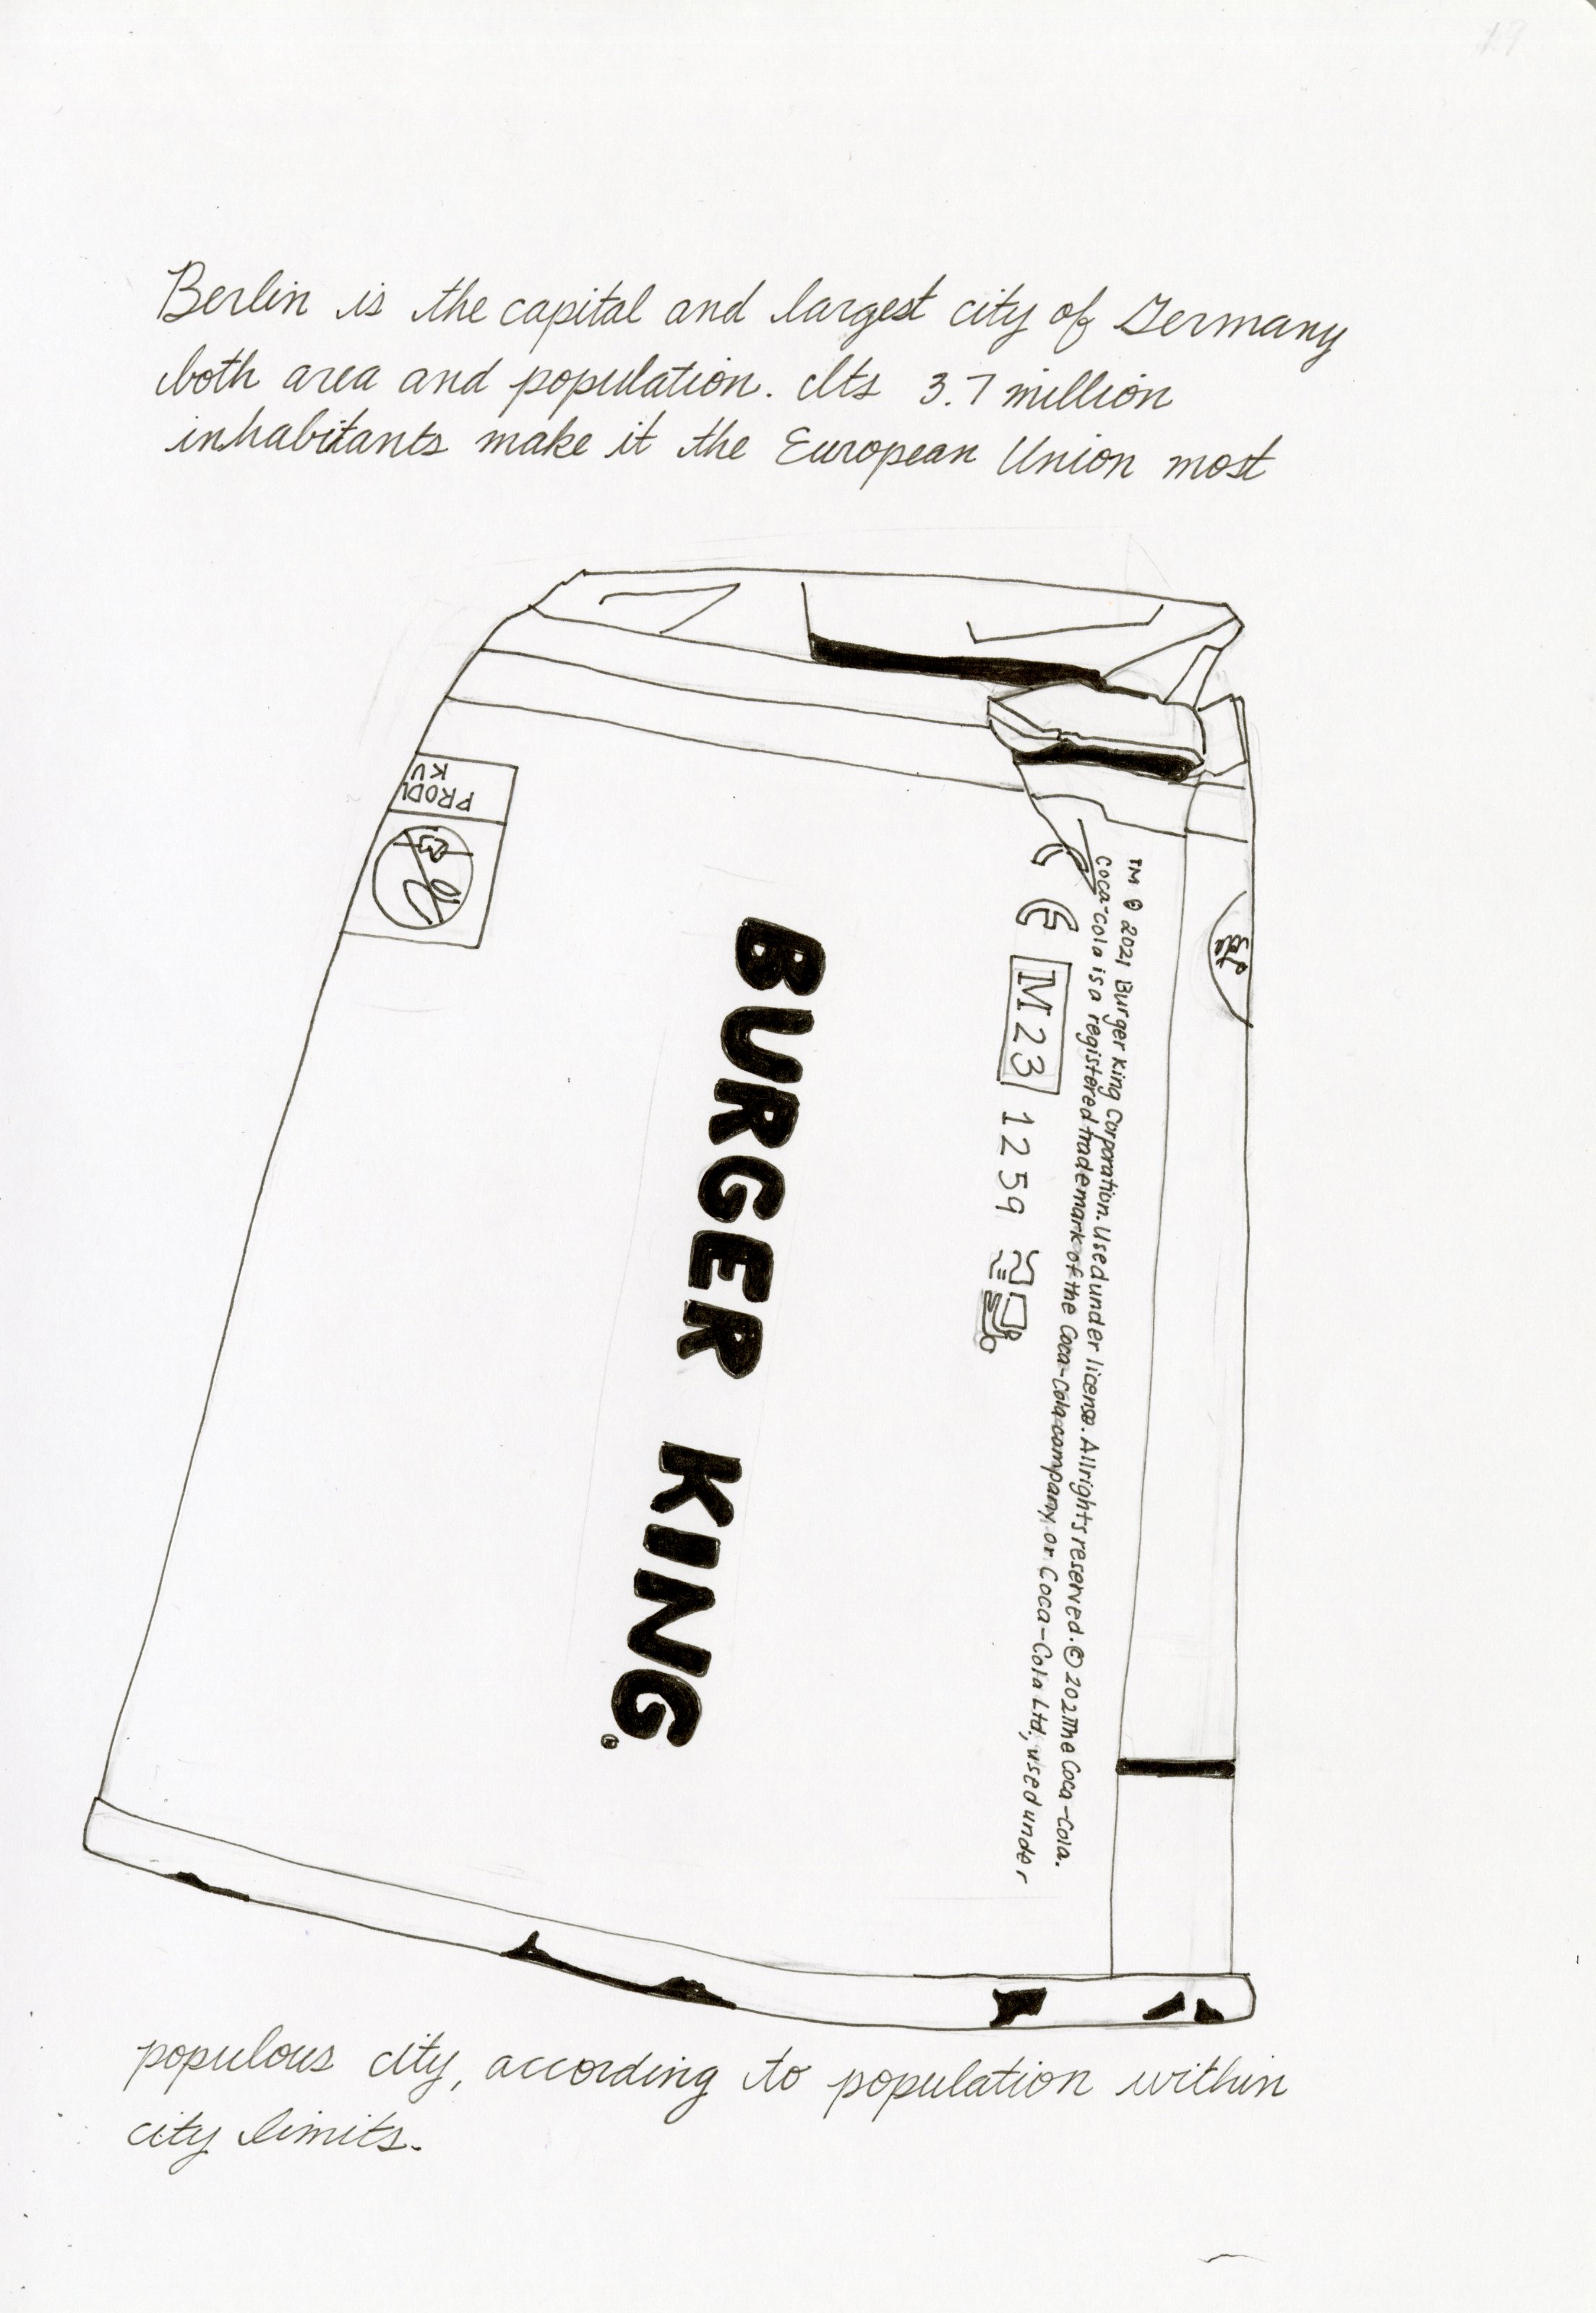 19
Berlin is the capital and largest city of Germany
both area and population. Its 3.7 million
inhabitants make it the European Union most
PRODU
KU
TM © 2021 Burger King Corporation. Used under license. All rights reserved. © 2021 The Coca-Cola.
Coca-Cola is a registered trademark of the Coca-Cola company, or Coca-Cola Ltd, used under
CE M23 1259
BURGER KING®
populous city, according to population within
city limits.